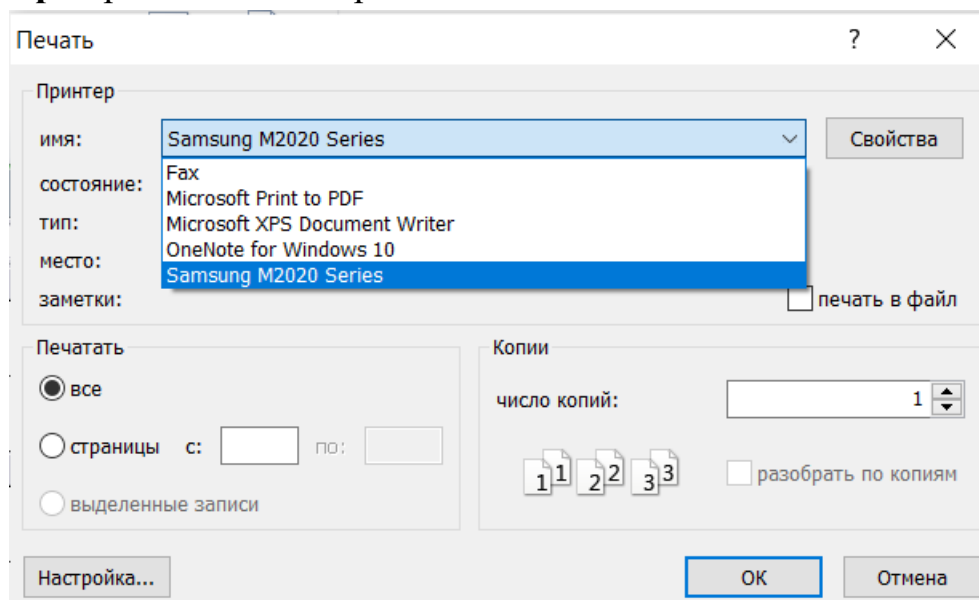 Печать ?
Принтер
имя: Samsung M2020 Series Свойства
Fax
состояние:
Microsoft Print to PDF
тип: Microsoft XPS Document Writer
место: OneNote for Windows 10
Samsung M2020 Series
заметки: печать в файл
Печатать
все
страницы с: по:
выделенные записи
Копии
число копий: 1
1 1 2 2 3 3
разобрать по копиям
Настройка... ОК Отмена